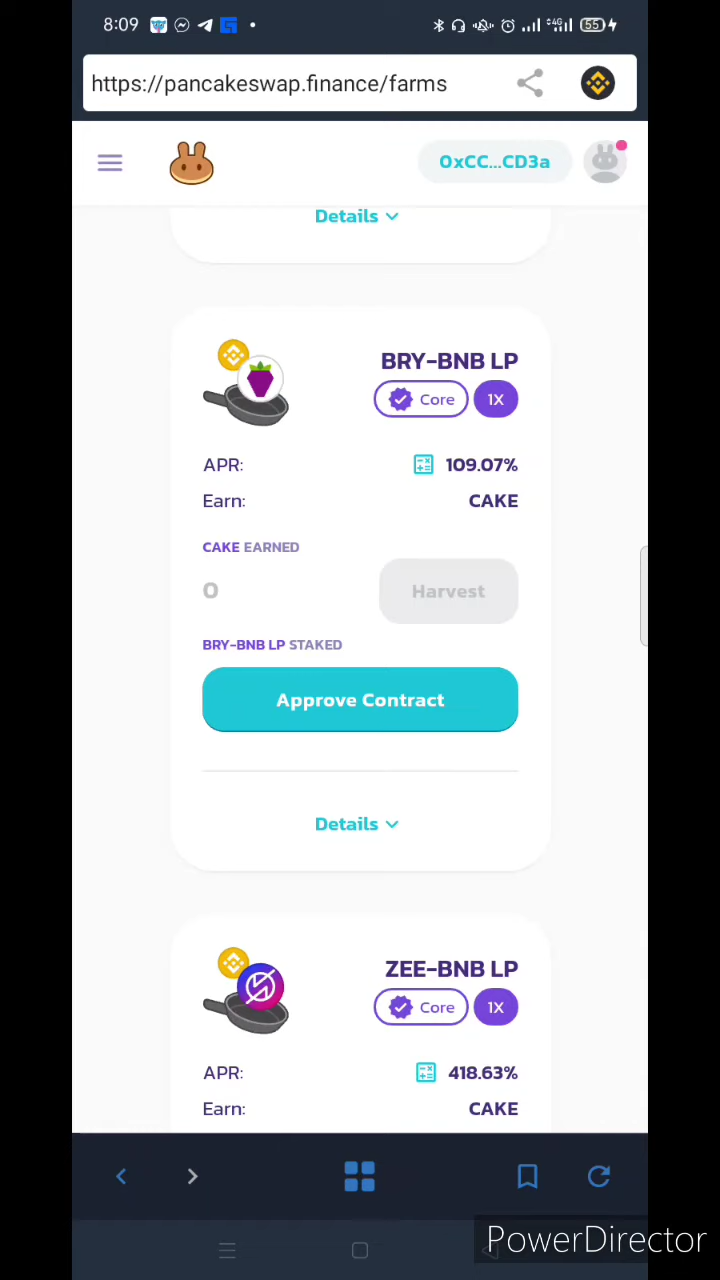 8:09
4G
55
https://pancakeswap.finance/farms
0xCC...CD3a
Details
BRY-BNB LP
Core
1X
APR:
109.07%
Earn:
CAKE
CAKE EARNED
0
Harvest
BRY-BNB LP STAKED
Approve Contract
Details
ZEE-BNB LP
Core
1X
APR:
418.63%
Earn:
CAKE
PowerDirector